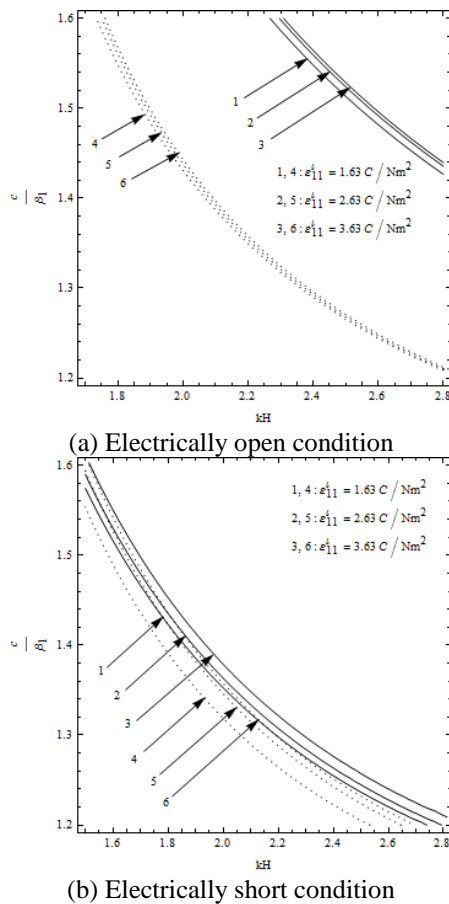 1.6
1.5
1.4
1.3
1.2
c
β1
1
2
3
4
5
6
1, 4 : ε^s_11 = 1.63 C / Nm^2
2, 5 : ε^s_11 = 2.63 C / Nm^2
3, 6 : ε^s_11 = 3.63 C / Nm^2
1.8 2.0 2.2 2.4 2.6 2.8
kH
(a) Electrically open condition
1.6
1.5
1.4
1.3
1.2
c
β1
1, 4 : ε^s_11 = 1.63 C / Nm^2
2, 5 : ε^s_11 = 2.63 C / Nm^2
3, 6 : ε^s_11 = 3.63 C / Nm^2
1
2
3
4
5
6
1.6 1.8 2.0 2.2 2.4 2.6 2.8
kH
(b) Electrically short condition